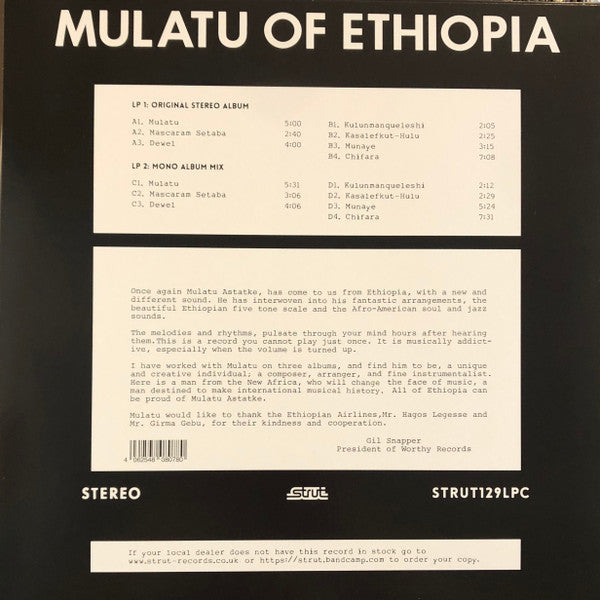 MULATU OF ETHIOPIA
LP 1: ORIGINAL STEREO ALBUM
A1. Mulatu 5:00
A2. Mascaram Setaba 2:40
A3. Dewel 4:00
B1. Kulunmanqueleshi 2:05
B2. Kasalefkut-Hulu 2:25
B3. Munaye 3:15
B4. Chifara 7:08
LP 2: MONO ALBUM MIX
C1. Mulatu 5:31
C2. Mascaram Setaba 3:06
C3. Dewel 4:06
D1. Kulunmanqueleshi 2:12
D2. Kasalefkut-Hulu 2:29
D3. Munaye 5:24
D4. Chifara 7:31
Once again Mulatu Astatke, has come to us from Ethiopia, with a new and
different sound. He has interwoven into his fantastic arrangements, the
beautiful Ethiopian five tone scale and the Afro-American soul and jazz
sounds.
The melodies and rhythms, pulsate through your mind hours after hearing
them.This is a record you cannot play just once. It is musically addict-
ive, especially when the volume is turned up.
I have worked with Mulatu on three albums, and find him to be, a unique
and creative individual; a composer, arranger, and fine instrumentalist.
Here is a man from the New Africa, who will change the face of music, a
man destined to make international musical history. All of Ethiopia can
be proud of Mulatu Astatke.
Mulatu would like to thank the Ethiopian Airlines,Mr. Hagos Legesse and
Mr. Girma Gebu, for their kindness and cooperation.
Gil Snapper
President of Worthy Records
4 062548 080780
STEREO
Strut
STRUT129LPC
If your local dealer does not have this record in stock go to
www.strut-records.co.uk or https://strut.bandcamp.com to order your copy.